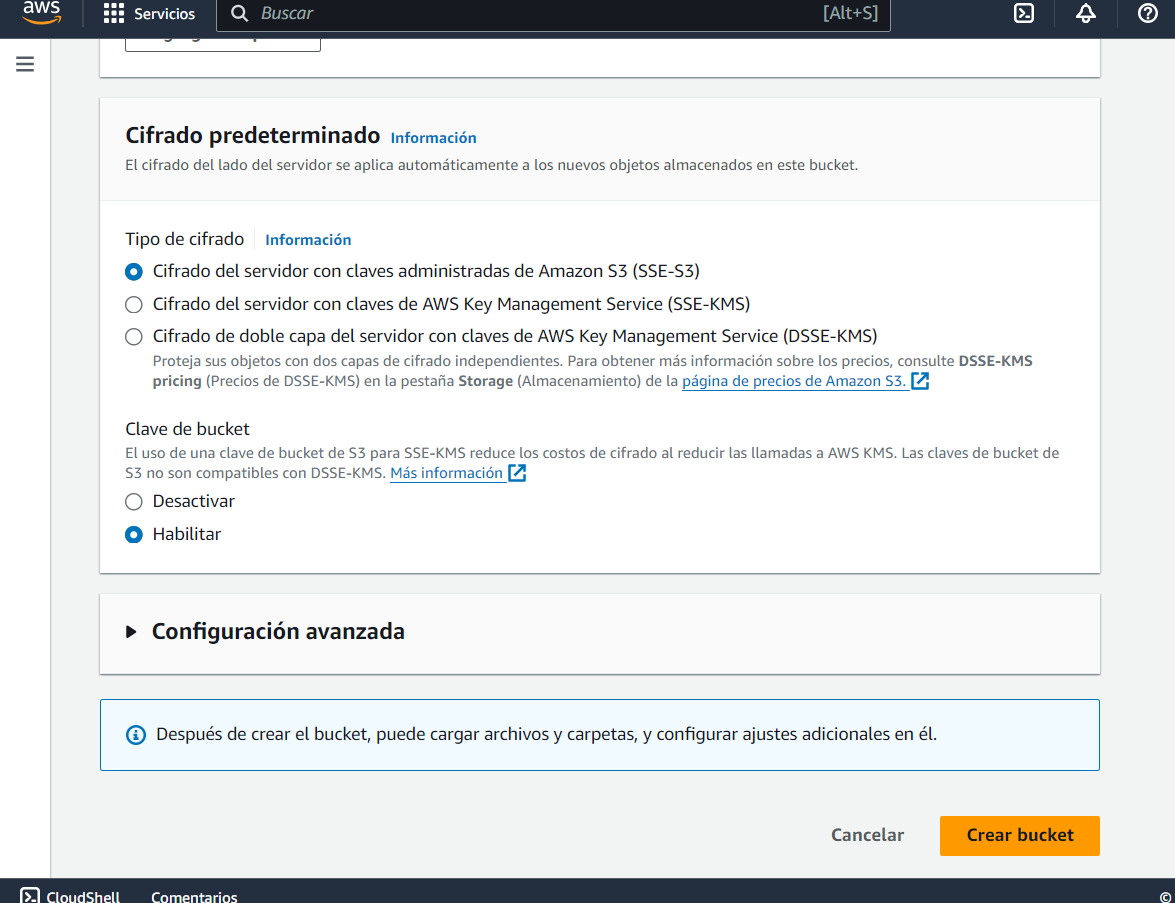 aws
Servicios
Buscar
[Alt+S]
Cifrado predeterminado Información
El cifrado del lado del servidor se aplica automáticamente a los nuevos objetos almacenados en este bucket.
Tipo de cifrado Información
Cifrado del servidor con claves administradas de Amazon S3 (SSE-S3)
Cifrado del servidor con claves de AWS Key Management Service (SSE-KMS)
Cifrado de doble capa del servidor con claves de AWS Key Management Service (DSSE-KMS)
Proteja sus objetos con dos capas de cifrado independientes. Para obtener más información sobre los precios, consulte DSSE-KMS
pricing (Precios de DSSE-KMS) en la pestaña Storage (Almacenamiento) de la página de precios de Amazon S3.
Clave de bucket
El uso de una clave de bucket de S3 para SSE-KMS reduce los costos de cifrado al reducir las llamadas a AWS KMS. Las claves de bucket de
S3 no son compatibles con DSSE-KMS. Más información
Desactivar
Habilitar
Configuración avanzada
Después de crear el bucket, puede cargar archivos y carpetas, y configurar ajustes adicionales en él.
Cancelar
Crear bucket
CloudShell
Comentarios
©